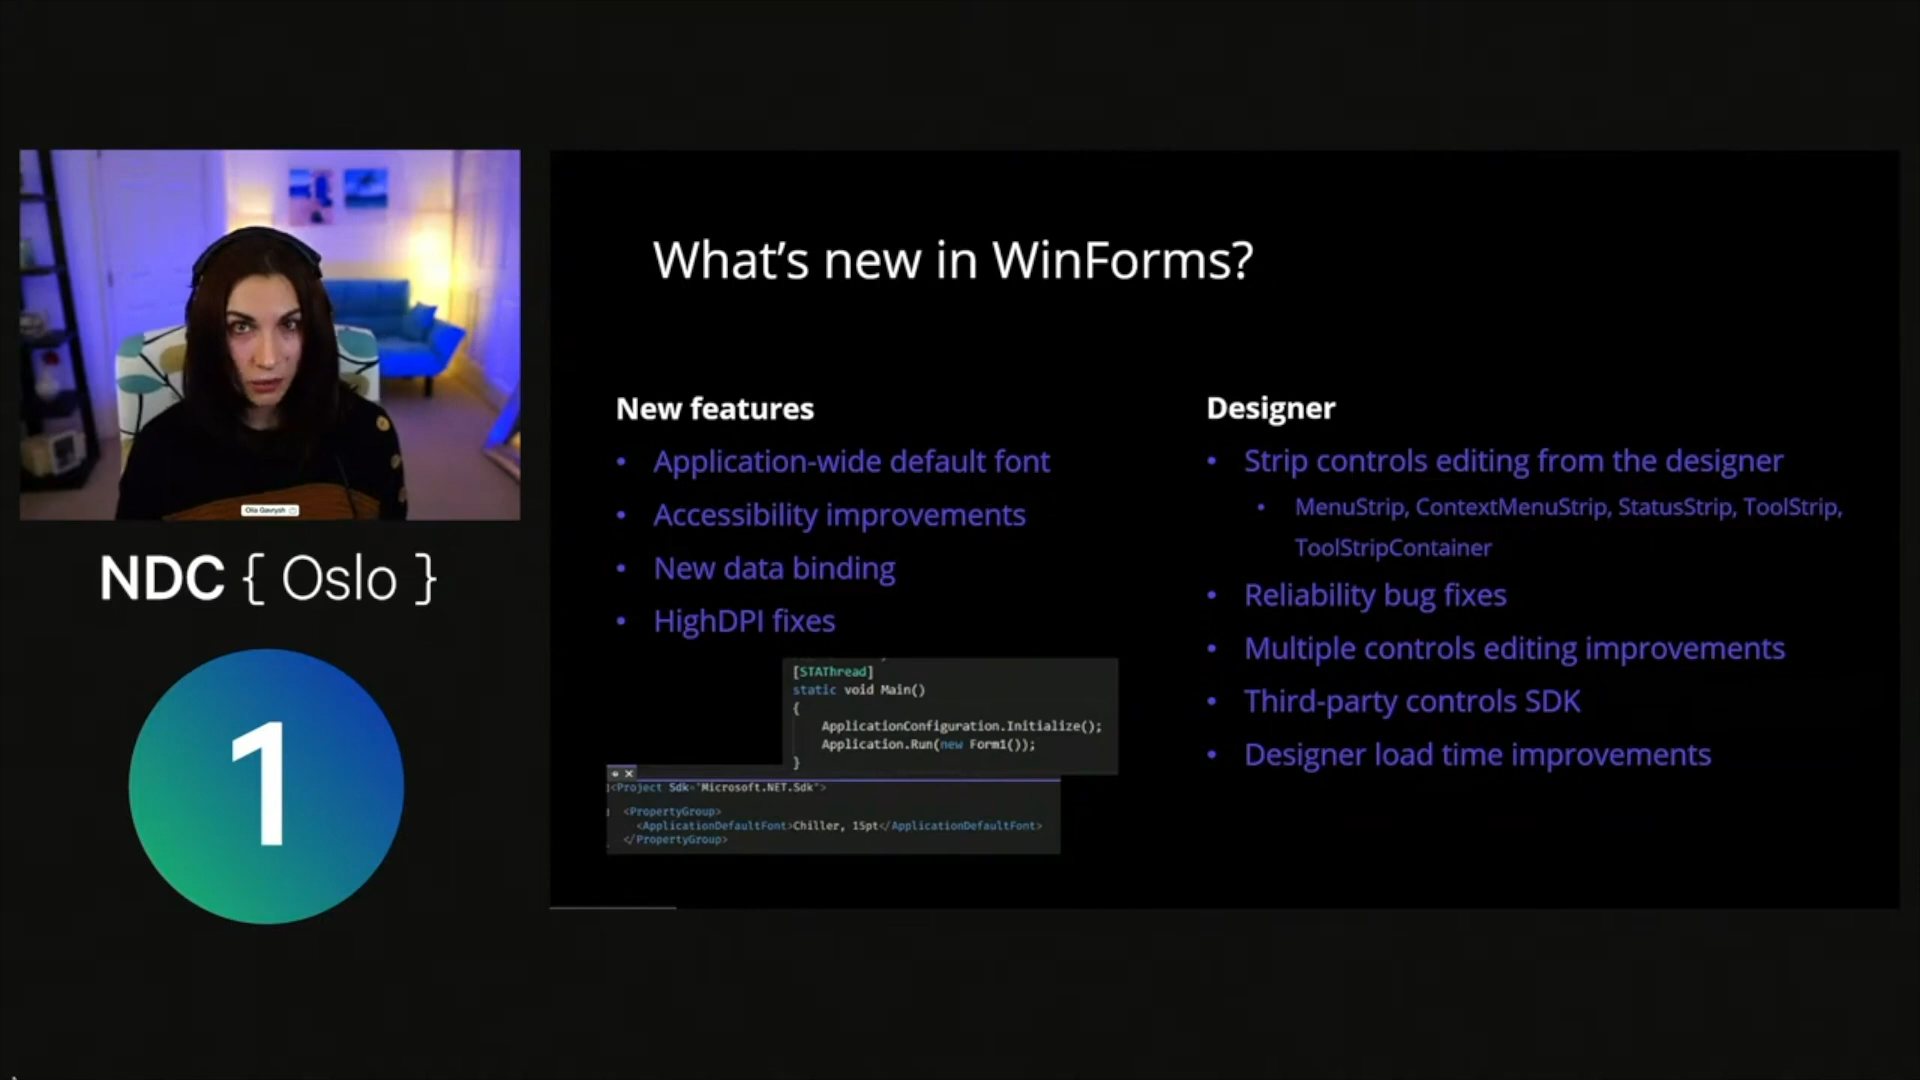 Olia Gavrysh
NDC { Oslo }
1
What's new in WinForms?
New features
• Application-wide default font
• Accessibility improvements
• New data binding
• HighDPI fixes
[STAThread]
static void Main()
{
ApplicationConfiguration.Initialize();
Application.Run(new Form1());
}
<Project Sdk="Microsoft.NET.Sdk">
<PropertyGroup>
<ApplicationDefaultFont>Chiller, 15pt</ApplicationDefaultFont>
</PropertyGroup>
Designer
• Strip controls editing from the designer
• MenuStrip, ContextMenuStrip, StatusStrip, ToolStrip,
ToolStripContainer
• Reliability bug fixes
• Multiple controls editing improvements
• Third-party controls SDK
• Designer load time improvements